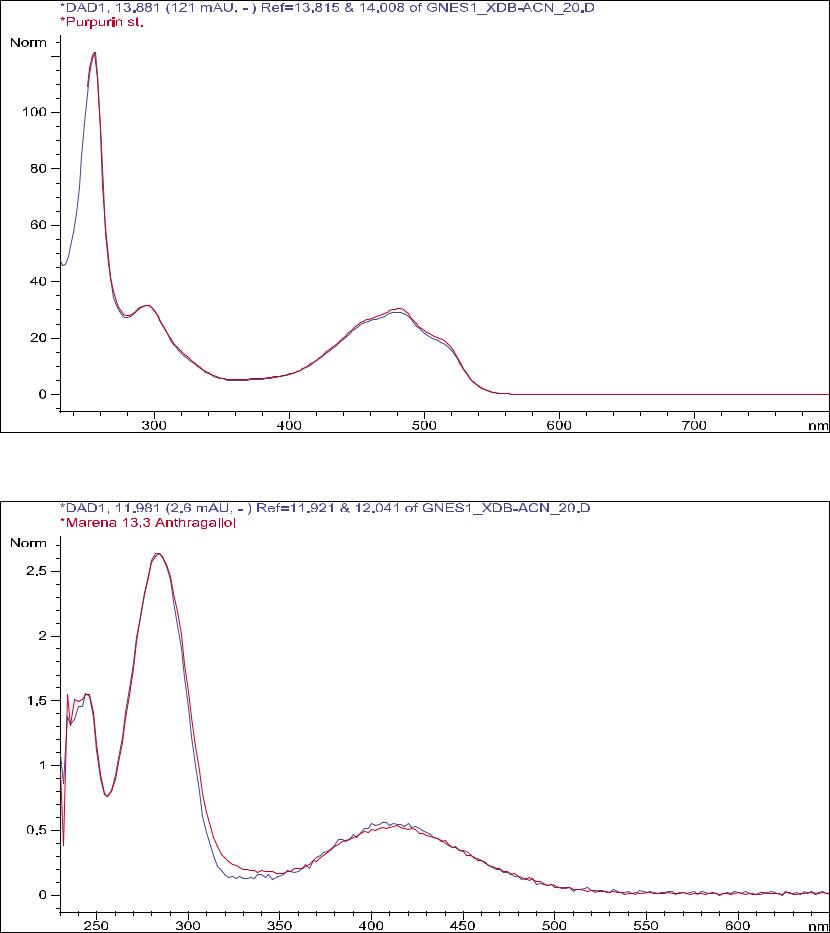 *DAD1, 13,881 (121 mAU, - ) Ref=13,815 & 14,008 of GNES1_XDB-ACN_20.D
*Purpurin st.
Norm
100
80
60
40
20
0
300 400 500 600 700 nm
*DAD1, 11,981 (2,6 mAU, - ) Ref=11,921 & 12,041 of GNES1_XDB-ACN_20.D
*Marena 13,3 Anthragallol
Norm
2,5
2
1,5
1
0,5
0
250 300 350 400 450 500 550 600 nm